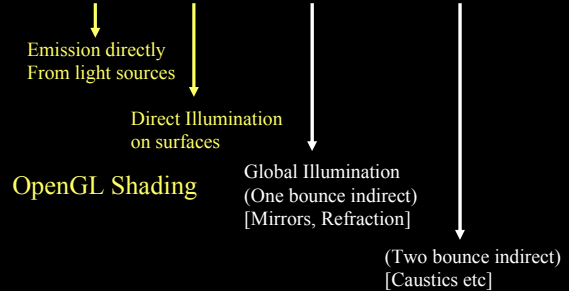 Emission directly
From light sources
Direct Illumination
on surfaces
OpenGL Shading
Global Illumination
(One bounce indirect)
[Mirrors, Refraction]
(Two bounce indirect)
[Caustics etc]